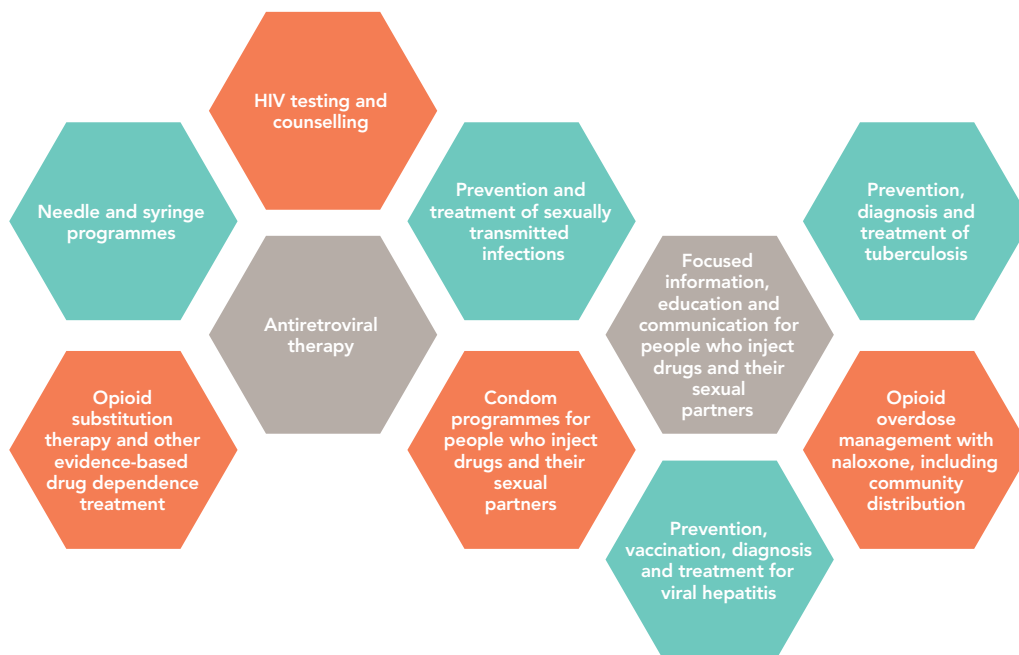 HIV testing and
counselling
Needle and syringe
programmes
Prevention and
treatment of sexually
transmitted
infections
Prevention,
diagnosis and
treatment of
tuberculosis
Antiretroviral
therapy
Focused
information,
education and
communication for
people who inject
drugs and their
sexual
partners
Opioid
substitution
therapy and other
evidence-based
drug dependence
treatment
Condom
programmes for
people who inject
drugs and their
sexual
partners
Opioid
overdose
management with
naloxone, including
community
distribution
Prevention,
vaccination, diagnosis
and treatment for
viral hepatitis